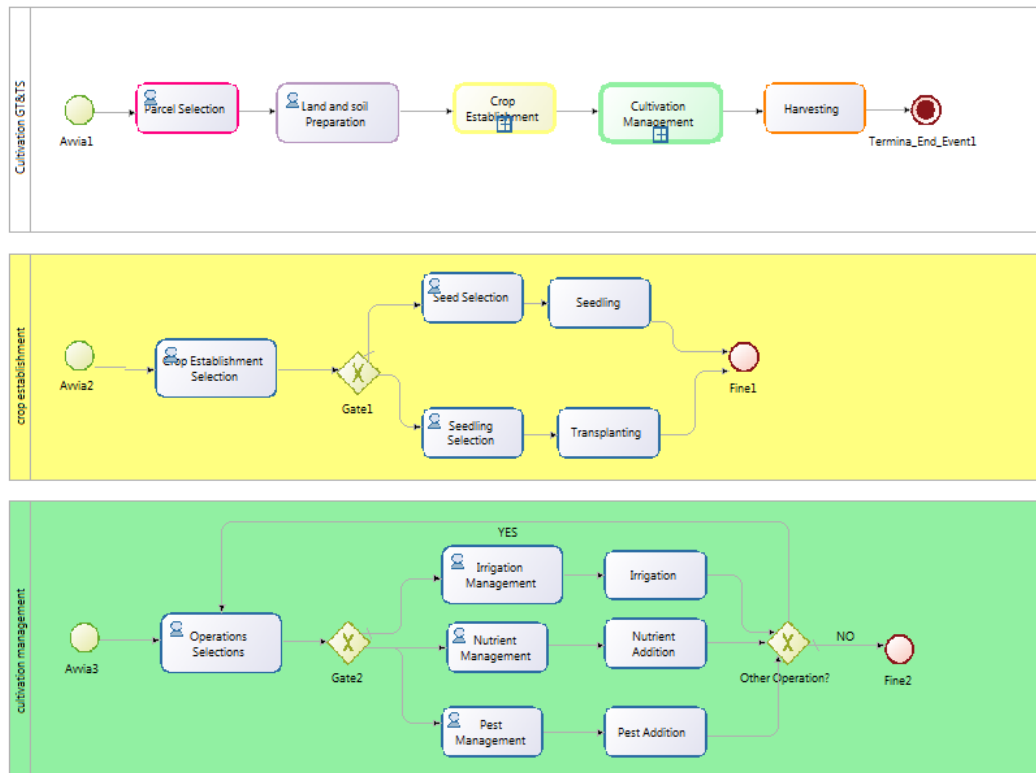 Cultivation GT&TS
Avvia1
Parcel Selection
Land and soil
Preparation
Crop
Establishment
Cultivation
Management
Harvesting
Termina_End_Event1
crop establishment
Avvia2
Crop Establishment
Selection
Gate1
Seed Selection
Seedling
Seedling
Selection
Transplanting
Fine1
cultivation management
YES
Avvia3
Operations
Selections
Gate2
Irrigation
Management
Irrigation
Nutrient
Management
Nutrient
Addition
Pest
Management
Pest Addition
Other Operation?
NO
Fine2